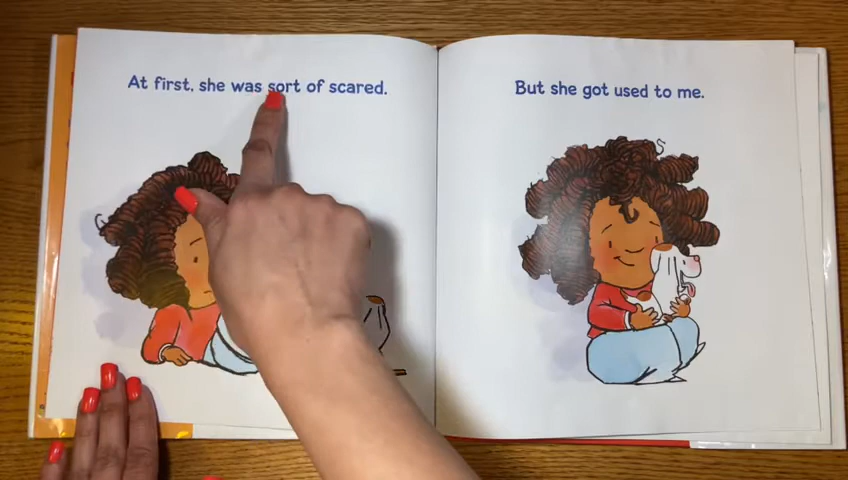 At first, she was sort of scared.
But she got used to me.